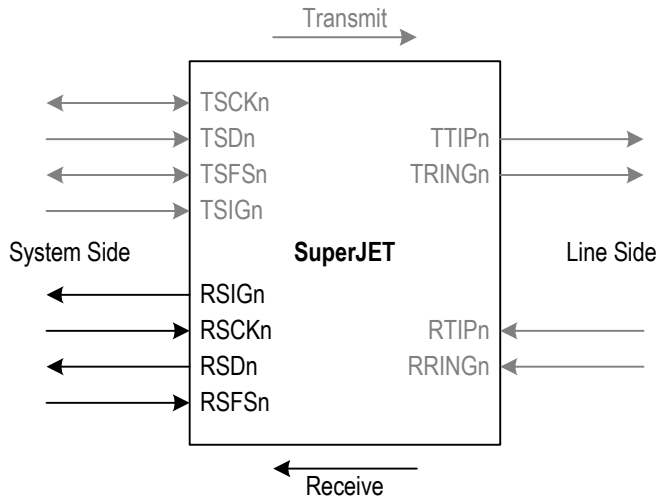 Transmit
TSCKn
TSDn
TTIPn
TSFSn
TRINGn
TSIGn
System Side
SuperJET
Line Side
RSIGn
RSCKn
RTIPn
RSDn
RRINGn
RSFSn
Receive